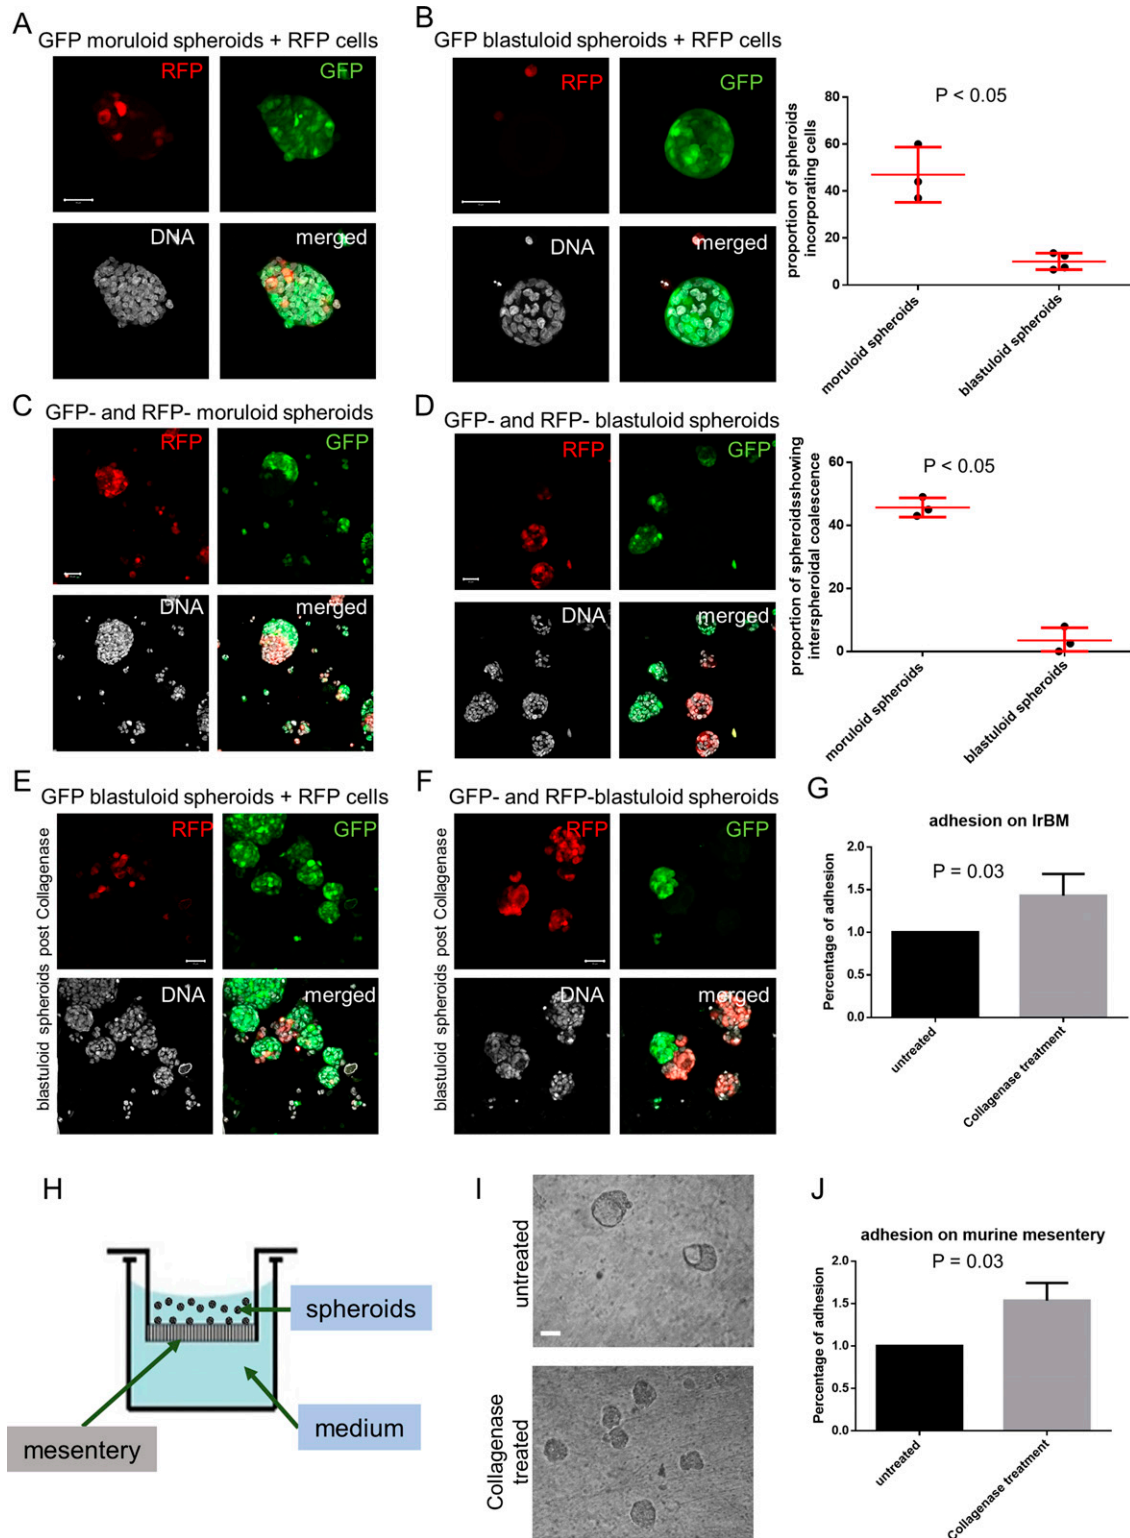 A
GFP moruloid spheroids + RFP cells
RFP
GFP
DNA
merged
B
GFP blastuloid spheroids + RFP cells
RFP
GFP
DNA
merged
P < 0.05
proportion of spheroids
incorporating cells
80
60
40
20
0
moruloid spheroids
blastuloid spheroids
C
GFP- and RFP- moruloid spheroids
RFP
GFP
DNA
merged
D
GFP- and RFP- blastuloid spheroids
RFP
GFP
DNA
merged
P < 0.05
proportion of spheroidsshowing
interspheroidal coalescence
60
40
20
0
moruloid spheroids
blastuloid spheroids
E
GFP blastuloid spheroids + RFP cells
blastuloid spheroids post Collagenase
RFP
GFP
DNA
merged
F
GFP- and RFP-blastuloid spheroids
blastuloid spheroids post Collagenase
RFP
GFP
DNA
merged
G
adhesion on lrBM
P = 0.03
Percentage of adhesion
2.0
1.5
1.0
0.5
0.0
untreated
Collagenase treatment
H
spheroids
medium
mesentery
I
untreated
Collagenase
treated
J
adhesion on murine mesentery
P = 0.03
Percentage of adhesion
2.0
1.5
1.0
0.5
0.0
untreated
Collagenase treatment